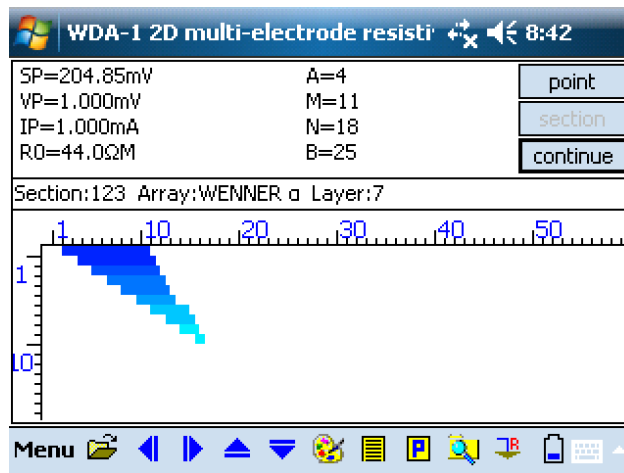 WDA-1 2D multi-electrode resisti 8:42
SP=204.85mV A=4 point
VP=1.000mV M=11
IP=1.000mA N=18 section
R0=44.0ΩM B=25 continue
Section:123 Array:WENNER α Layer:7
1 10 20 30 40 50
1
10
Menu P R